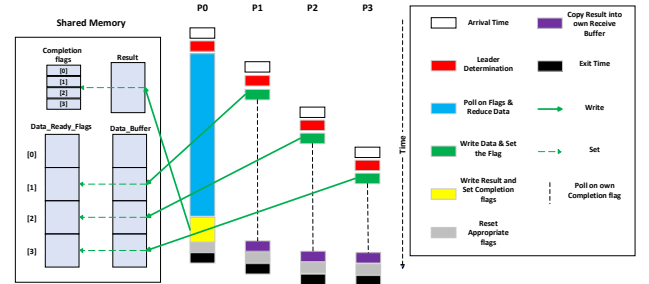 P0
P1
P2
P3
Shared Memory
Completion
flags
Result
[0]
[1]
[2]
[3]
Data_Ready_Flags
Data_Buffer
[0]
[1]
[2]
[3]
Time
Arrival Time
Copy Result into
own Receive
Buffer
Leader
Determination
Exit Time
Poll on Flags &
Reduce Data
Write
Write Data & Set
the Flag
Set
Write Result and
Set Completion
flags
Poll on own
Completion flag
Reset
Appropriate
flags